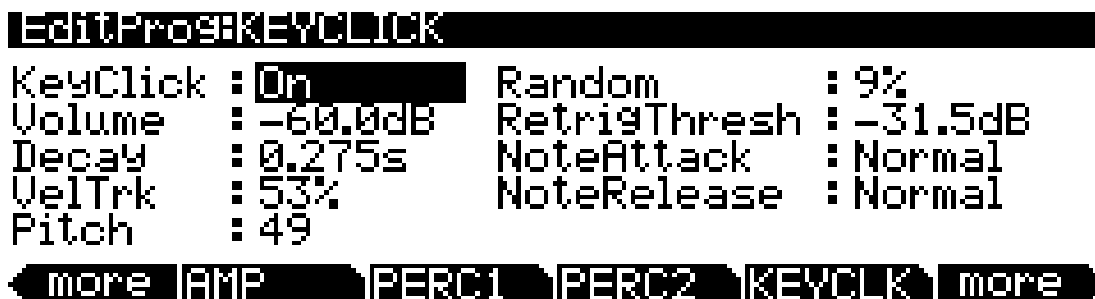 EditProg:KEYCLICK
KeyClick :On Random :9%
Volume :-60.0dB RetrigThresh :-31.5dB
Decay :0.275s NoteAttack :Normal
VelTrk :53% NoteRelease :Normal
Pitch :49
more AMP PERC1 PERC2 KEYCLK more